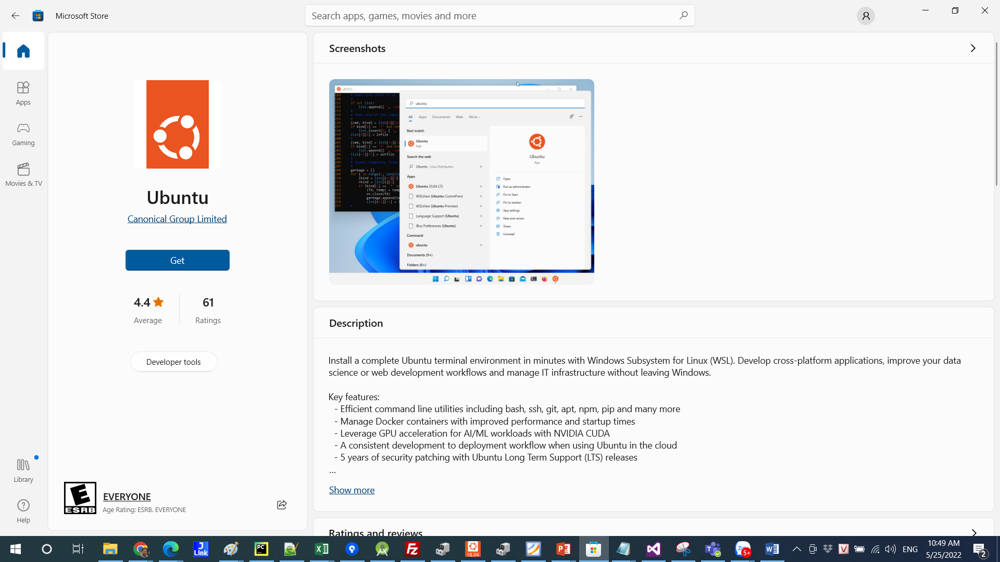 Microsoft Store
Search apps, games, movies and more
Apps
Gaming
Movies & TV
Library
Help
Ubuntu
Canonical Group Limited
Get
4.4
Average
61
Ratings
Developer tools
ESRB
EVERYONE
Age Rating: ESRB. EVERYONE
Screenshots
ubuntu
All
Apps
Documents
Web
More
Best match
Ubuntu
App
Search the web
Ubuntu - Linux Distribution
Apps
Ubuntu 20.04 LTS
WSLView (Ubuntu-CommPrev)
WSLView (Ubuntu-Preview)
Language Support (Ubuntu)
IBus Preferences (Ubuntu)
Command
ubuntu
Documents (9+)
Folders (6+)
Ubuntu
App
Open
Run as administrator
Pin to Start
Pin to taskbar
App settings
Rate and review
Share
Uninstall
Description
Install a complete Ubuntu terminal environment in minutes with Windows Subsystem for Linux (WSL). Develop cross-platform applications, improve your data
science or web development workflows and manage IT infrastructure without leaving Windows.
Key features:
- Efficient command line utilities including bash, ssh, git, apt, npm, pip and many more
- Manage Docker containers with improved performance and startup times
- Leverage GPU acceleration for AI/ML workloads with NVIDIA CUDA
- A consistent development to deployment workflow when using Ubuntu in the cloud
- 5 years of security patching with Ubuntu Long Term Support (LTS) releases
...
Show more
Ratings and reviews
J
Link
PC
18.04
5+
ENG
10:49 AM
5/25/2022
2